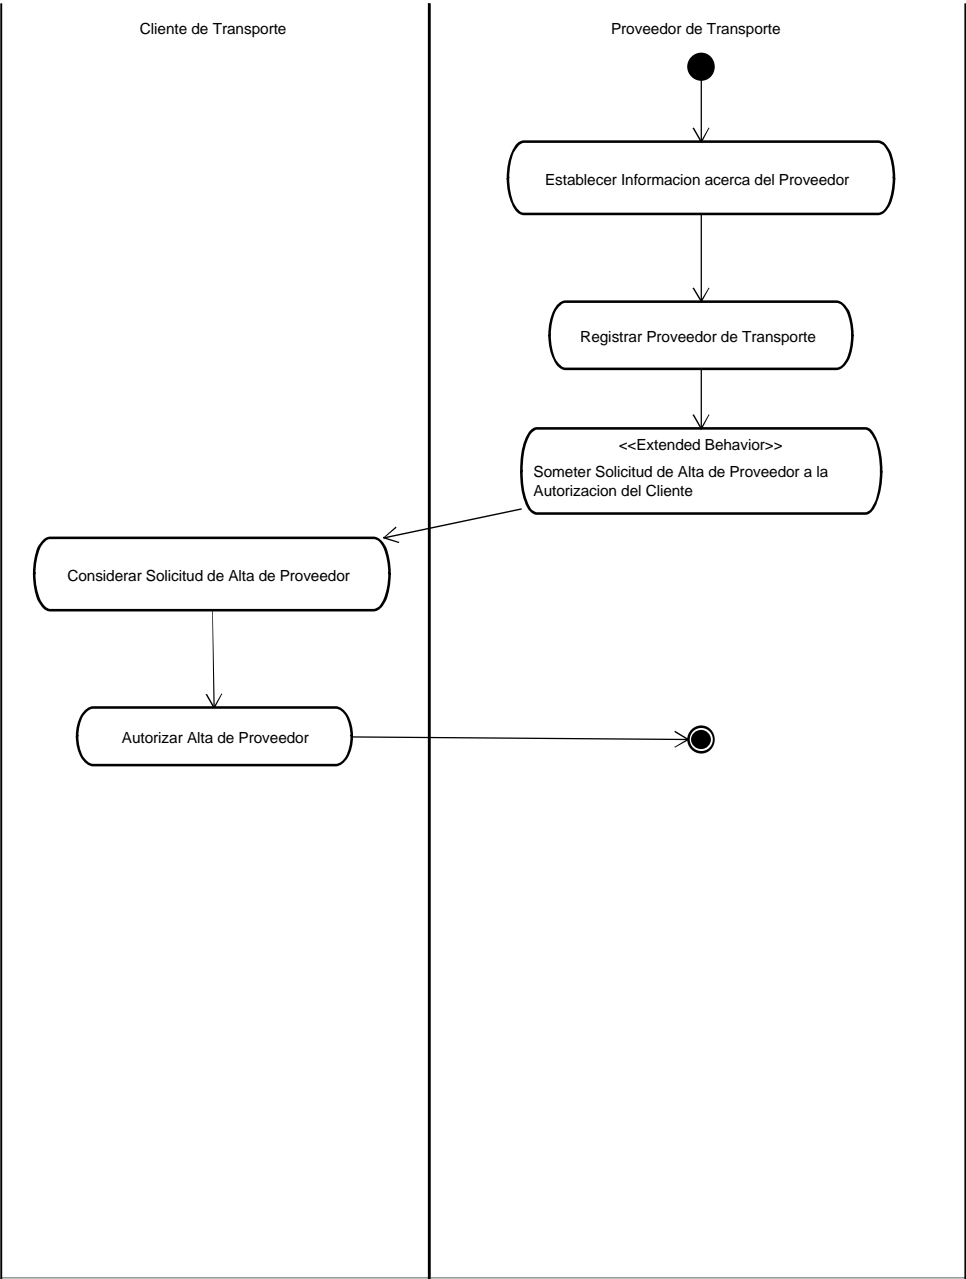 Cliente de Transporte
Proveedor de Transporte
Establecer Informacion acerca del Proveedor
Registrar Proveedor de Transporte
<<Extended Behavior>>
Someter Solicitud de Alta de Proveedor a la
Autorizacion del Cliente
Considerar Solicitud de Alta de Proveedor
Autorizar Alta de Proveedor